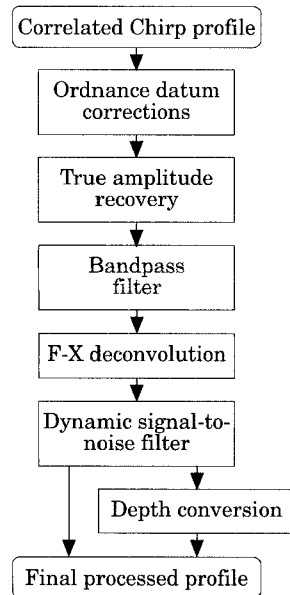 Correlated Chirp profile
Ordnance datum
corrections
True amplitude
recovery
Bandpass
filter
F-X deconvolution
Dynamic signal-to-
noise filter
Depth conversion
Final processed profile